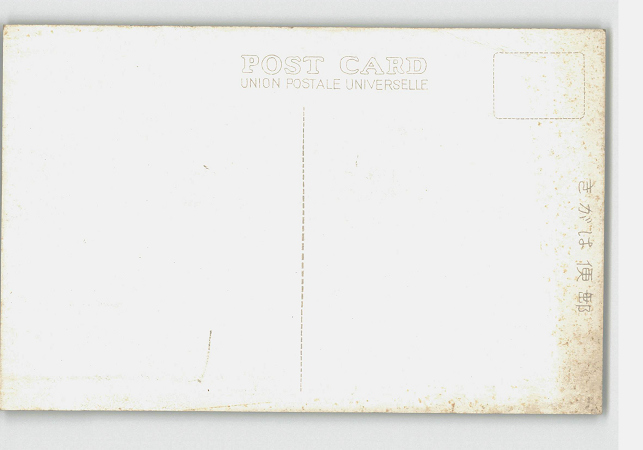 POST CARD
UNION POSTALE UNIVERSELLE
郵便はがき